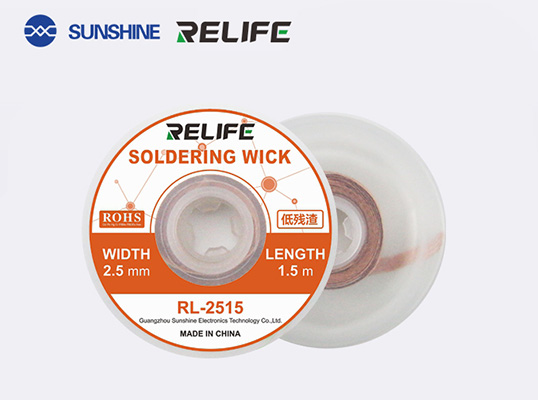 SUNSHINE RELIFE
RELIFE
SOLDERING WICK
ROHS
低残渣
WIDTH
2.5 mm
LENGTH
1.5 m
RL-2515
Guangzhou Sunshine Electronics Technology Co.,Ltd.
MADE IN CHINA